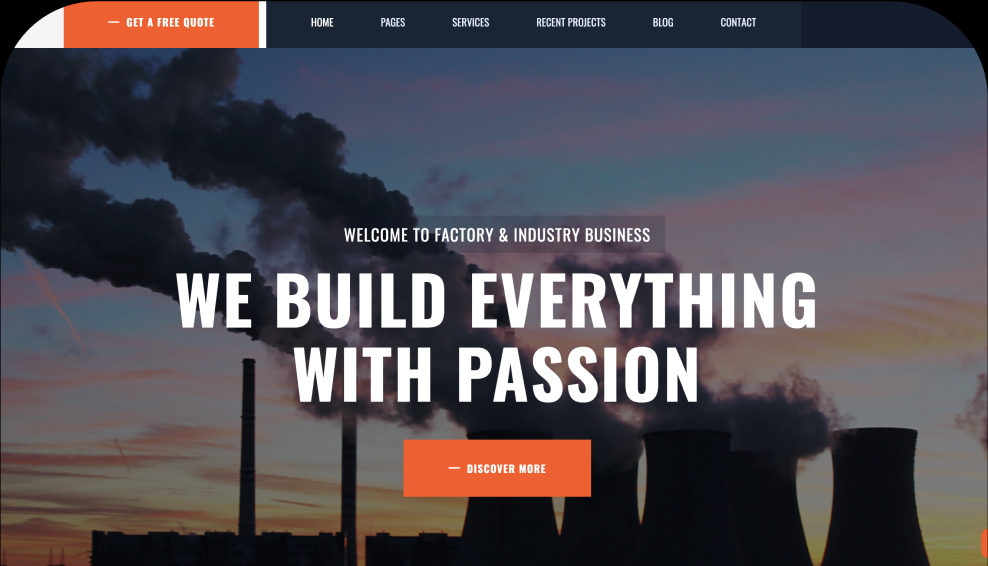 — GET A FREE QUOTE
HOME PAGES SERVICES RECENT PROJECTS BLOG CONTACT
WELCOME TO FACTORY & INDUSTRY BUSINESS
WE BUILD EVERYTHING
WITH PASSION
— DISCOVER MORE